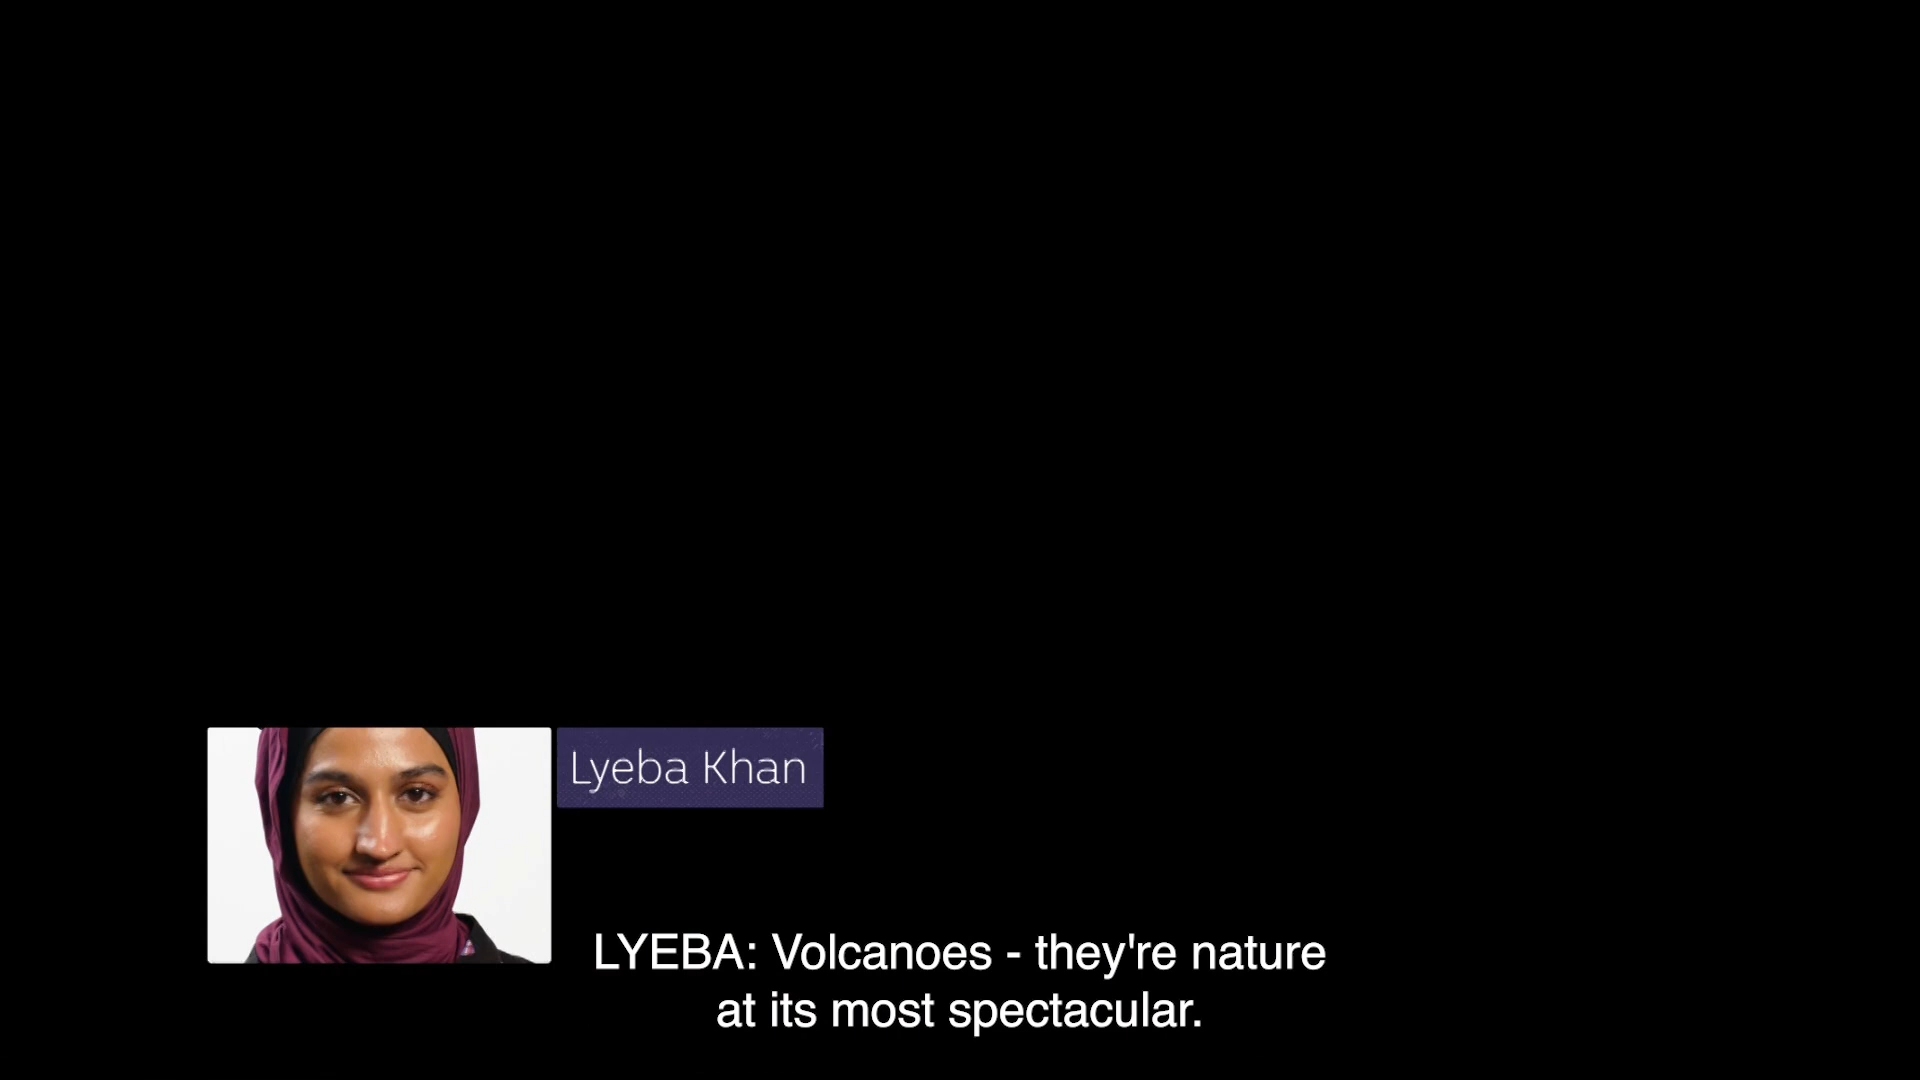 Lyeba Khan
LYEBA: Volcanoes - they're nature
at its most spectacular.